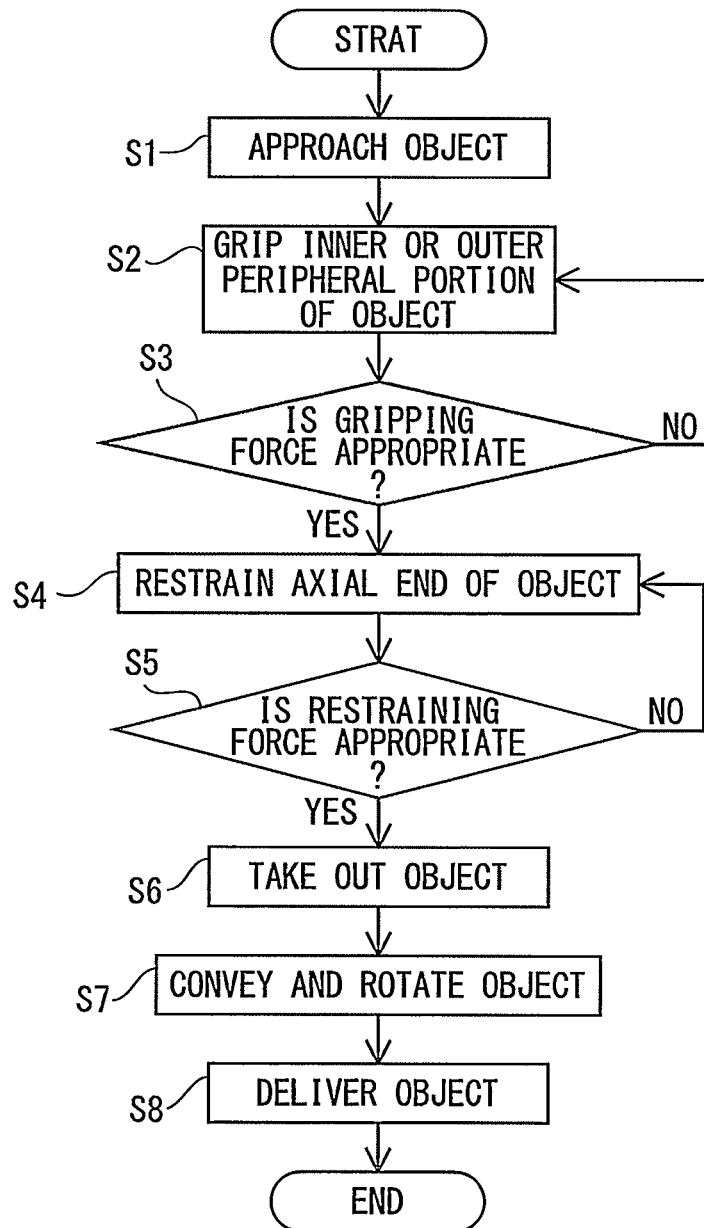 STRAT
S1
APPROACH OBJECT
S2
GRIP INNER OR OUTER
PERIPHERAL PORTION
OF OBJECT
S3
IS GRIPPING
FORCE APPROPRIATE
?
NO
YES
S4
RESTRAIN AXIAL END OF OBJECT
S5
IS RESTRAINING
FORCE APPROPRIATE
?
NO
YES
S6
TAKE OUT OBJECT
S7
CONVEY AND ROTATE OBJECT
S8
DELIVER OBJECT
END